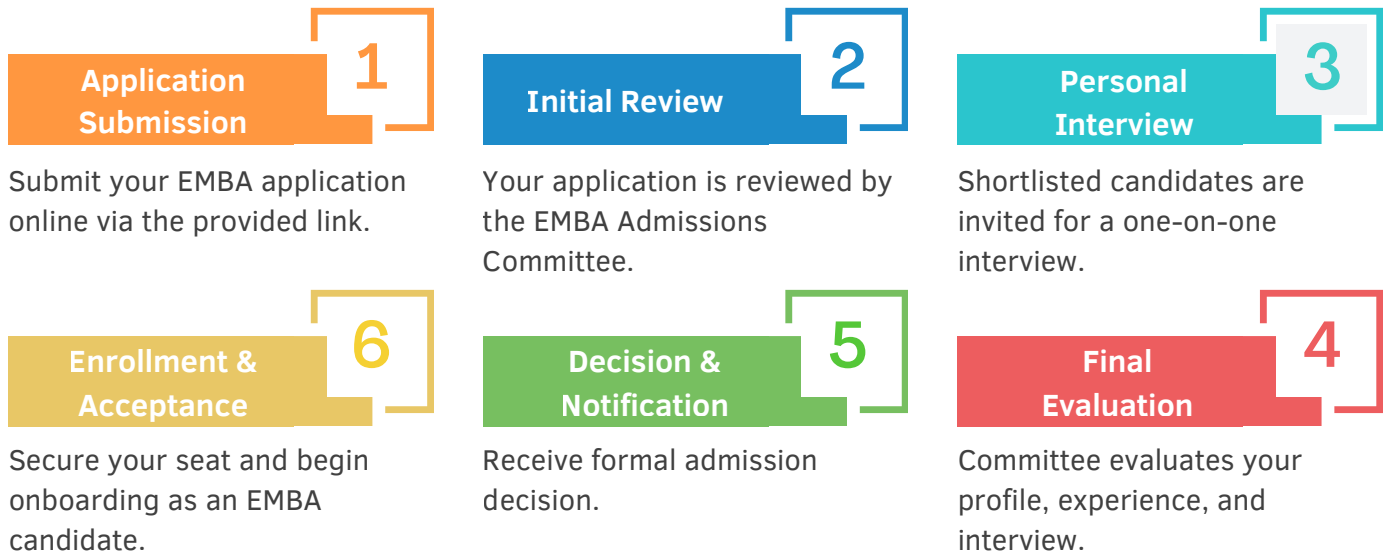 1
Application
Submission
Submit your EMBA application
online via the provided link.
2
Initial Review
Your application is reviewed by
the EMBA Admissions
Committee.
3
Personal
Interview
Shortlisted candidates are
invited for a one-on-one
interview.
4
Final
Evaluation
Committee evaluates your
profile, experience, and
interview.
5
Decision &
Notification
Receive formal admission
decision.
6
Enrollment &
Acceptance
Secure your seat and begin
onboarding as an EMBA
candidate.